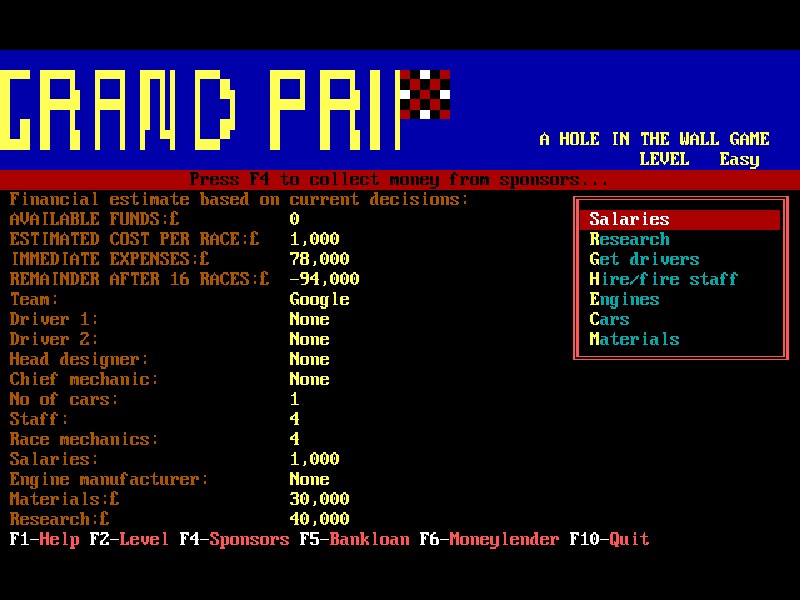 GRAND PRI
A HOLE IN THE WALL GAME
LEVEL Easy
Press F4 to collect money from sponsors...
Financial estimate based on current decisions:
AVAILABLE FUNDS:£ 0
ESTIMATED COST PER RACE:£ 1,000
IMMEDIATE EXPENSES:£ 78,000
REMAINDER AFTER 16 RACES:£ -94,000
Team: Google
Driver 1: None
Driver 2: None
Head designer: None
Chief mechanic: None
No of cars: 1
Staff: 4
Race mechanics: 4
Salaries: 1,000
Engine manufacturer: None
Materials:£ 30,000
Research:£ 40,000
Salaries
Research
Get drivers
Hire/fire staff
Engines
Cars
Materials
F1-Help F2-Level F4-Sponsors F5-Bankloan F6-Moneylender F10-Quit